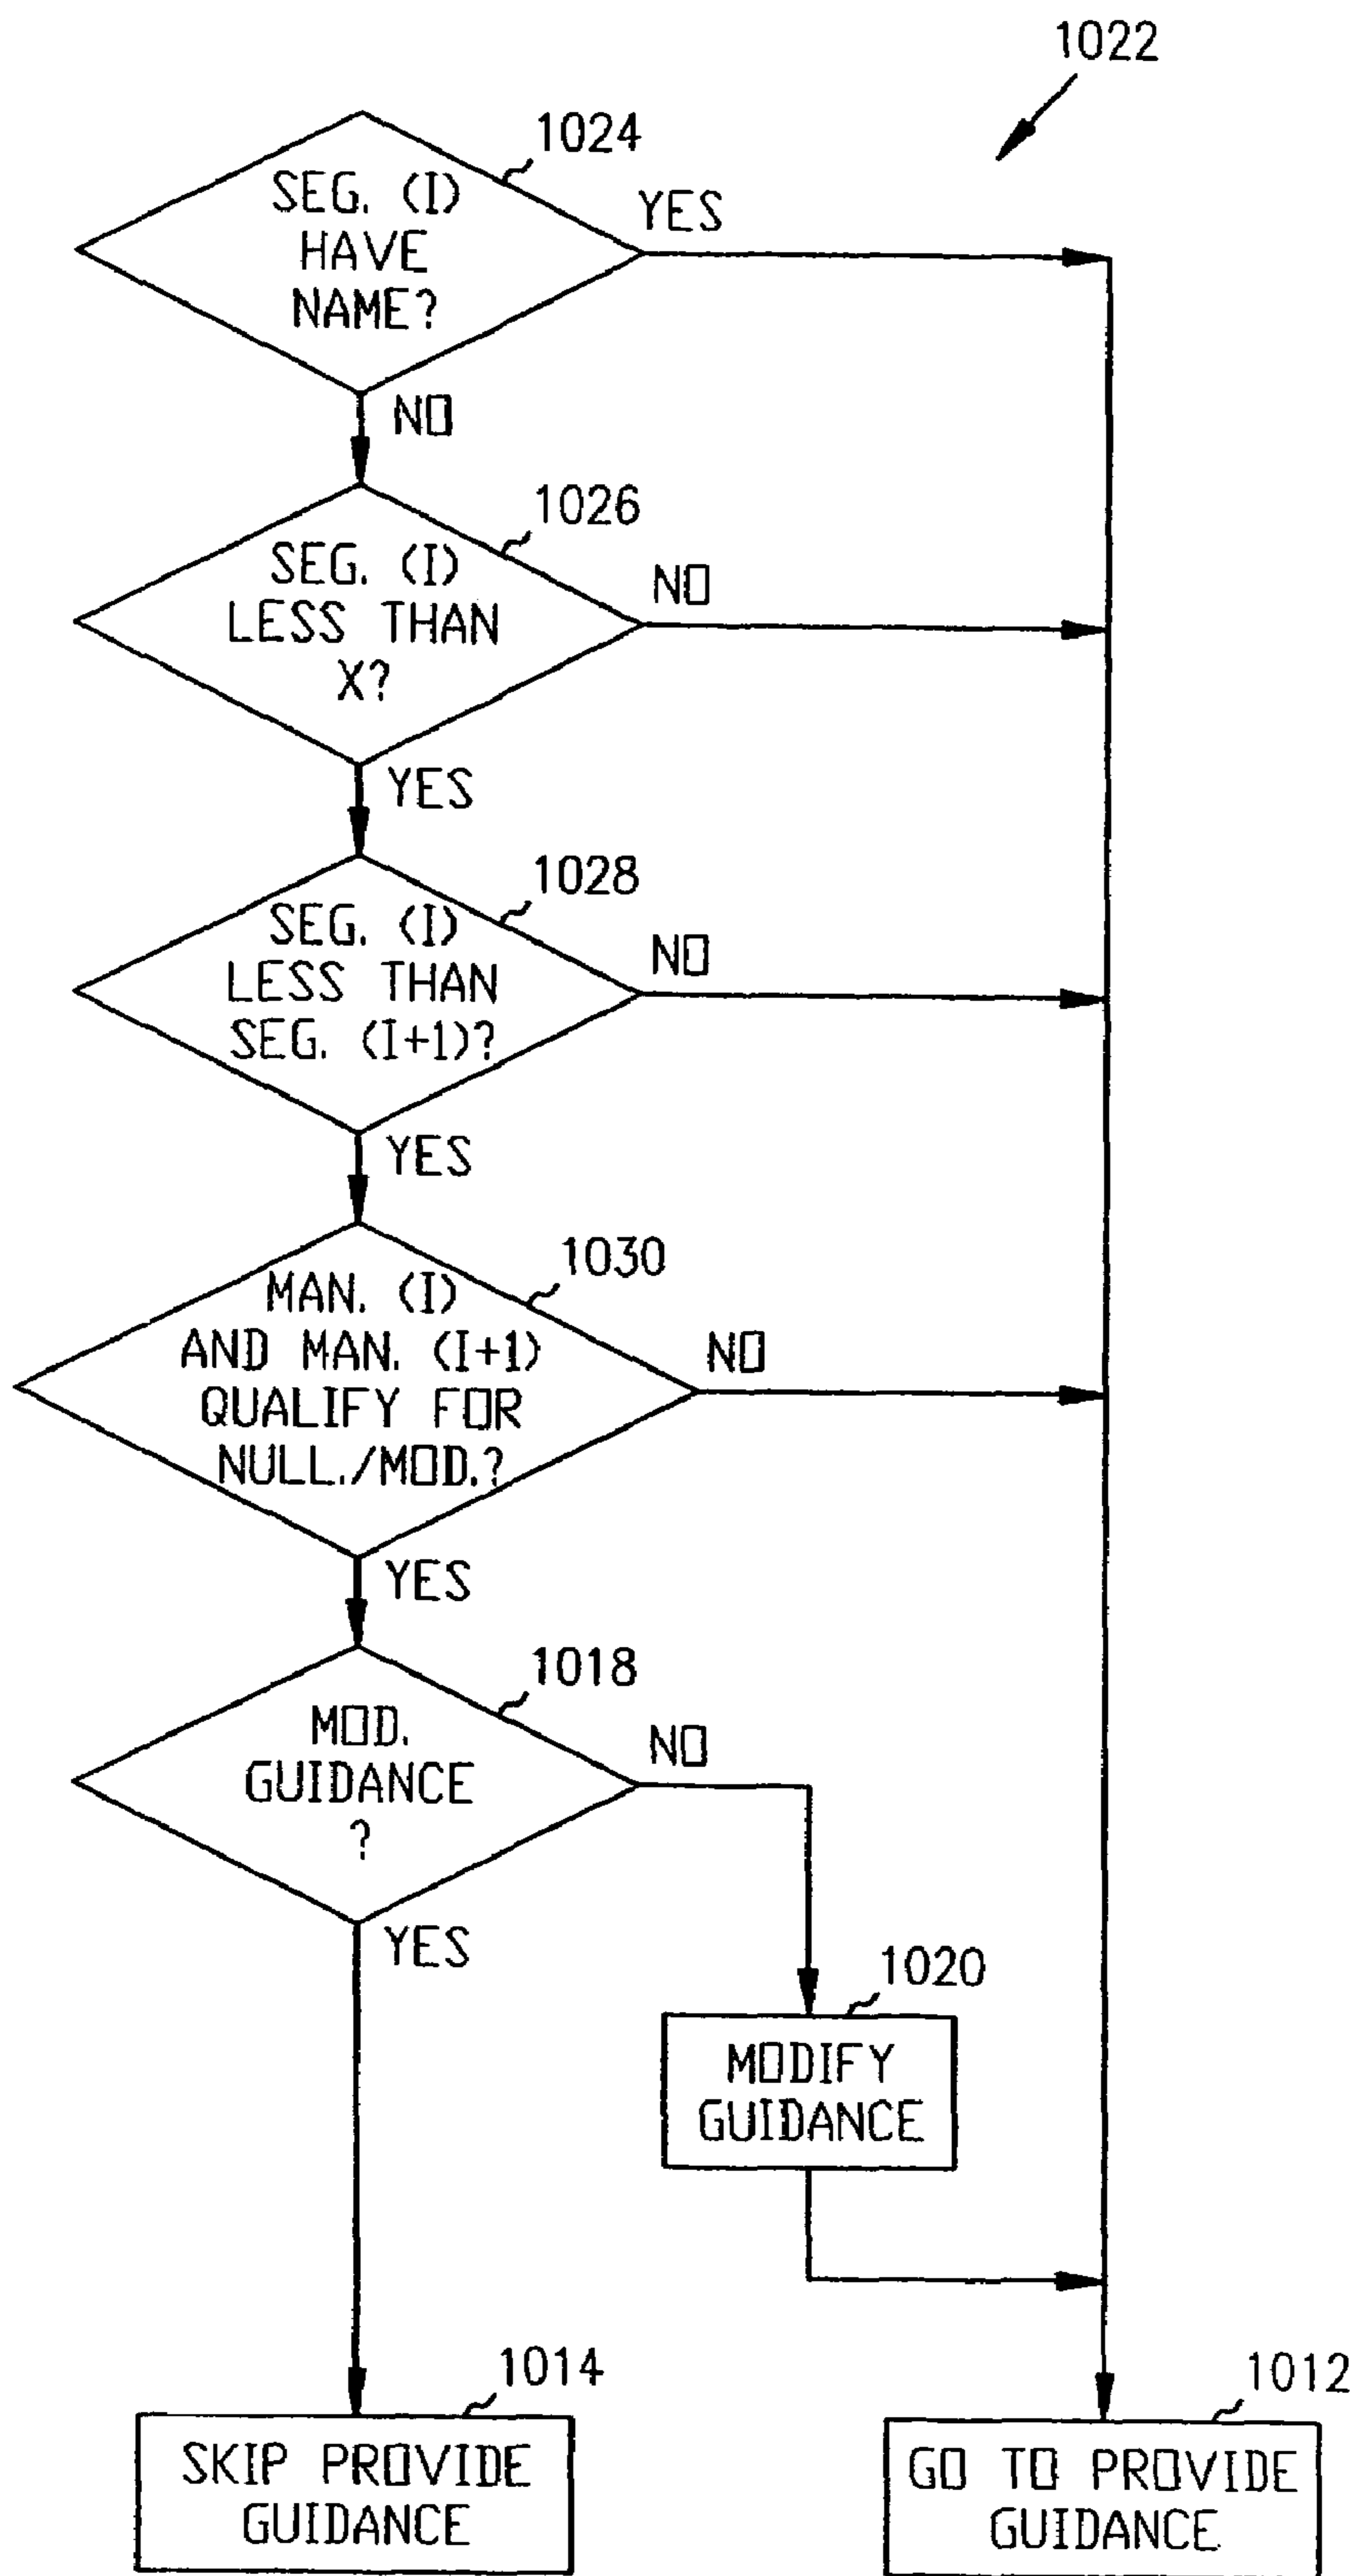 1022
1024
SEG. (I)
HAVE
NAME?
YES
NO
1026
SEG. (I)
LESS THAN
X?
NO
YES
1028
SEG. (I)
LESS THAN
SEG. (I+1)?
NO
YES
1030
MAN. (I)
AND MAN. (I+1)
QUALIFY FOR
NULL./MOD.?
NO
YES
1018
MOD.
GUIDANCE
?
NO
YES
1020
MODIFY
GUIDANCE
1014
SKIP PROVIDE
GUIDANCE
1012
GO TO PROVIDE
GUIDANCE